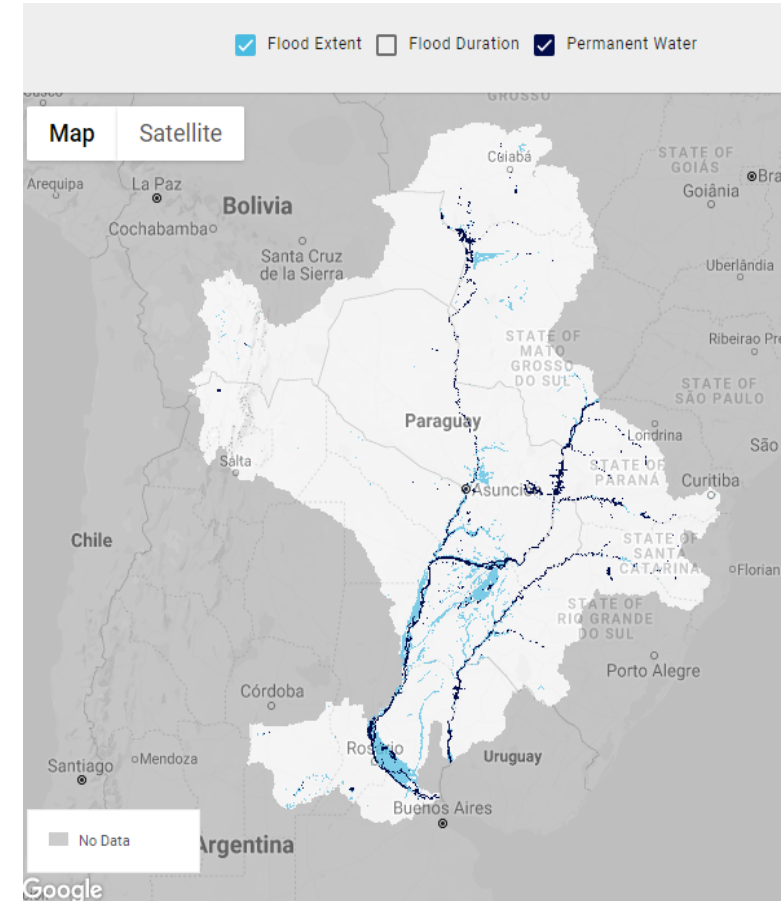 Flood Extent Flood Duration Permanent Water
GROSSO
Map Satellite
Cuiabá
STATE OF
GOIÁS
Arequipa
La Paz
Bra
Goiânia
Bolivia
Cochabamba
Santa Cruz
de la Sierra
Uberlândia
STATE OF
MATO
GROSSO
DO SUL
Ribeirao Pre
STATE OF
SÃO PAULO
Paraguay
Londrina
São
Salta
STATE OF
PARANÁ
Curitiba
Asunción
Chile
STATE OF
SANTA
CATARINA
Florian
STATE OF
RIO GRANDE
DO SUL
Porto Alegre
Córdoba
Rosario
Mendoza
Santiago
Uruguay
Buenos Aires
No Data
Argentina
Google